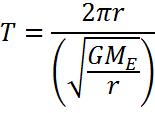 T = 2πr / (√(GM_E / r))